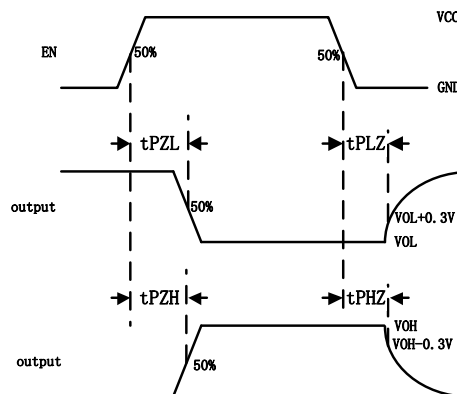 VCC
EN
50%
50%
GND
tPZL
tPLZ
50%
output
VOL+0.3V
VOL
tPZH
tPHZ
VOH
VOH-0.3V
output
50%